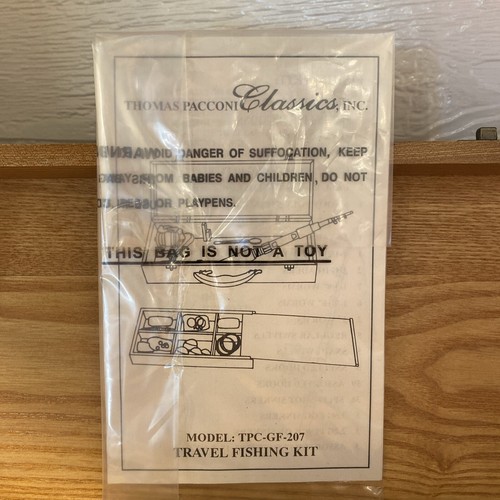 THOMAS PACCONI Classics, INC.
DANGER OF SUFFOCATION, KEEP
BABIES AND CHILDREN, DO NOT
OR PLAYPENS.
THIS BAG IS NOT A TOY
MODEL: TPC-GF-207
TRAVEL FISHING KIT